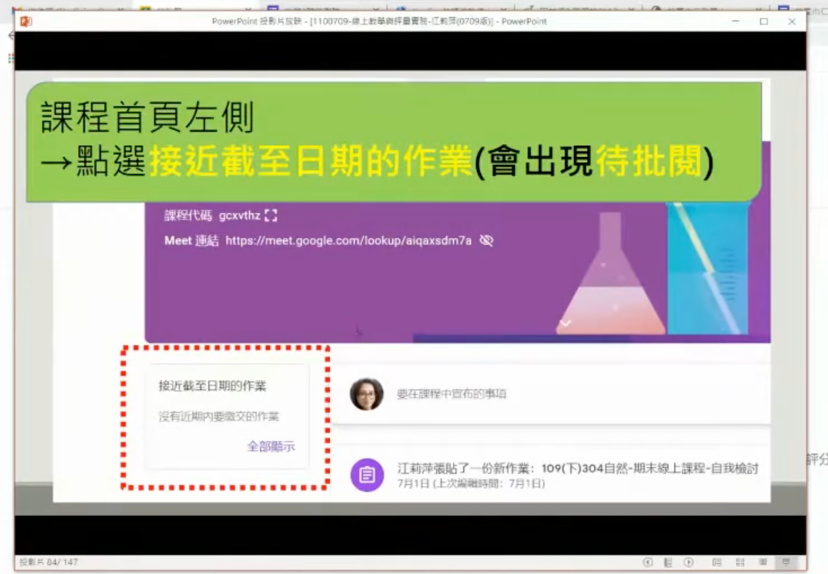 PowerPoint 投影片放映 - [1100709-線上教學與評量實務-江莉萍(0709版)] - PowerPoint
課程首頁左側
→點選接近截至日期的作業(會出現待批閱)
課程代碼 gcxvthz
Meet 連結 https://meet.google.com/lookup/aiqaxsdm7a
接近截至日期的作業
沒有近期內要繳交的作業
全部顯示
要在課程中宣布的事項
江莉萍張貼了一份新作業：109(下)304自然-期末線上課程-自我檢討
7月1日 (上次編輯時間：7月1日)
評分
投影片 84/147